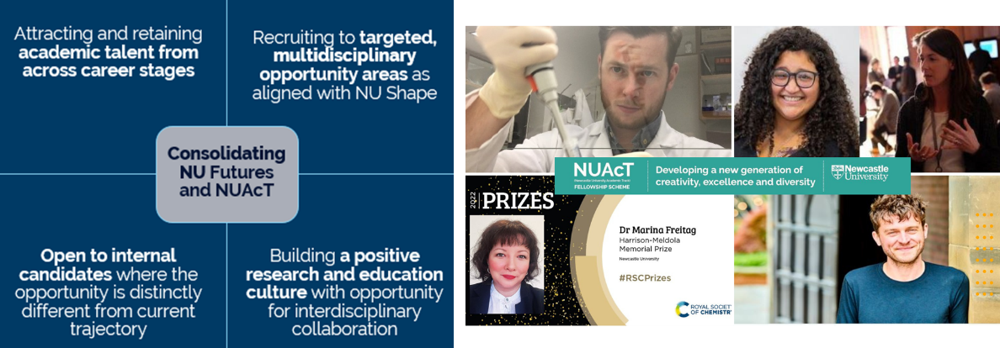 Attracting and retaining
academic talent from
across career stages
Recruiting to targeted,
multidisciplinary
opportunity areas as
aligned with NU Shape
Consolidating
NU Futures
and NUAcT
Open to internal
candidates where the
opportunity is distinctly
different from current
trajectory
Building a positive
research and education
culture with opportunity
for interdisciplinary
collaboration
NUAcT
Newcastle University Academic Track
FELLOWSHIP SCHEME
Developing a new generation of
creativity, excellence and diversity
Newcastle
University
2022 PRIZES
Dr Marina Freitag
Harrison-Meldola
Memorial Prize
Newcastle University
#RSCPrizes
ROYAL SOCIET
OF CHEMISTR